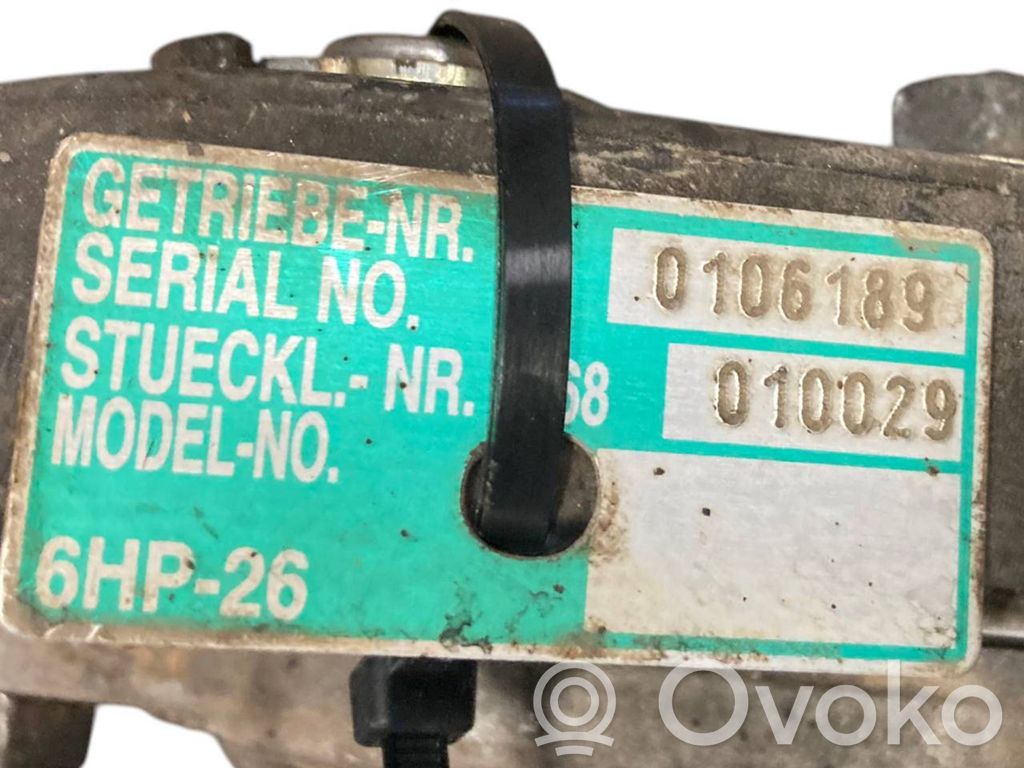 GETRIEBE-NR.
SERIAL NO. 0106189
STUECKL.- NR. 68 010029
MODEL-NO.
6HP-26
Ovoko